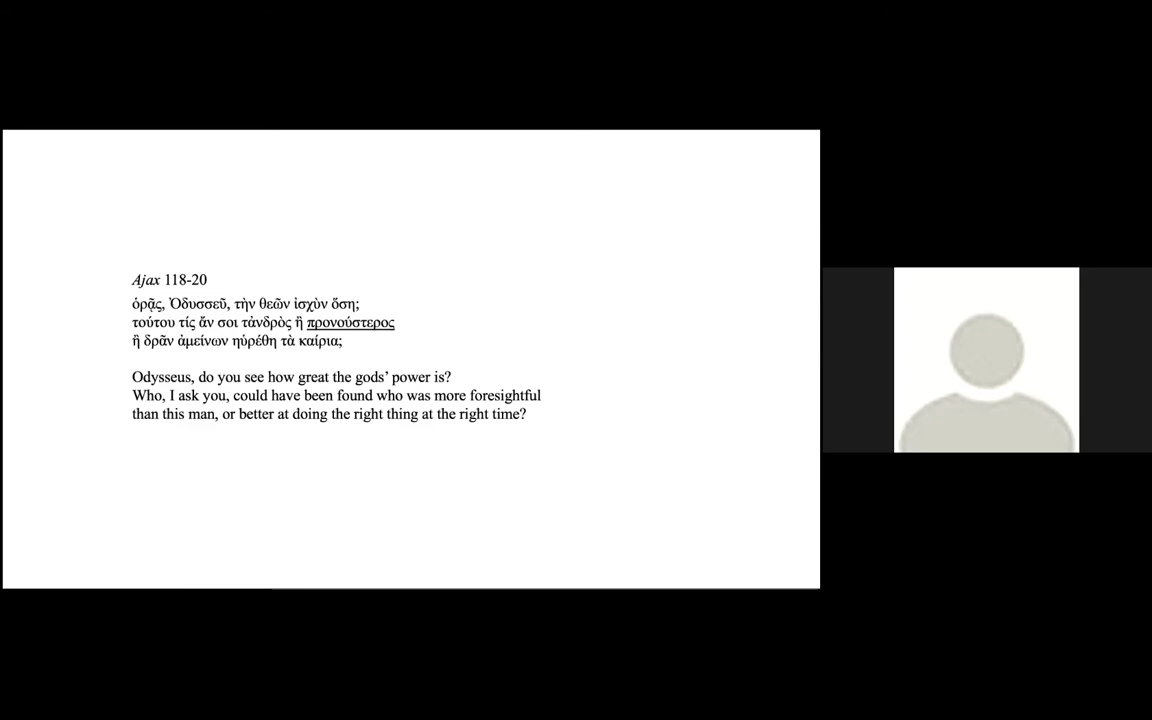 Ajax 118-20
ὁρᾷς, Ὀδυσσεῦ, τὴν θεῶν ἰσχὺν ὅση;
τούτου τίς ἄν σοι τἀνδρὸς ἢ προνούστερος
ἢ δρᾶν ἀμείνων ηὑρέθη τὰ καίρια;
Odysseus, do you see how great the gods’ power is?
Who, I ask you, could have been found who was more foresightful
than this man, or better at doing the right thing at the right time?